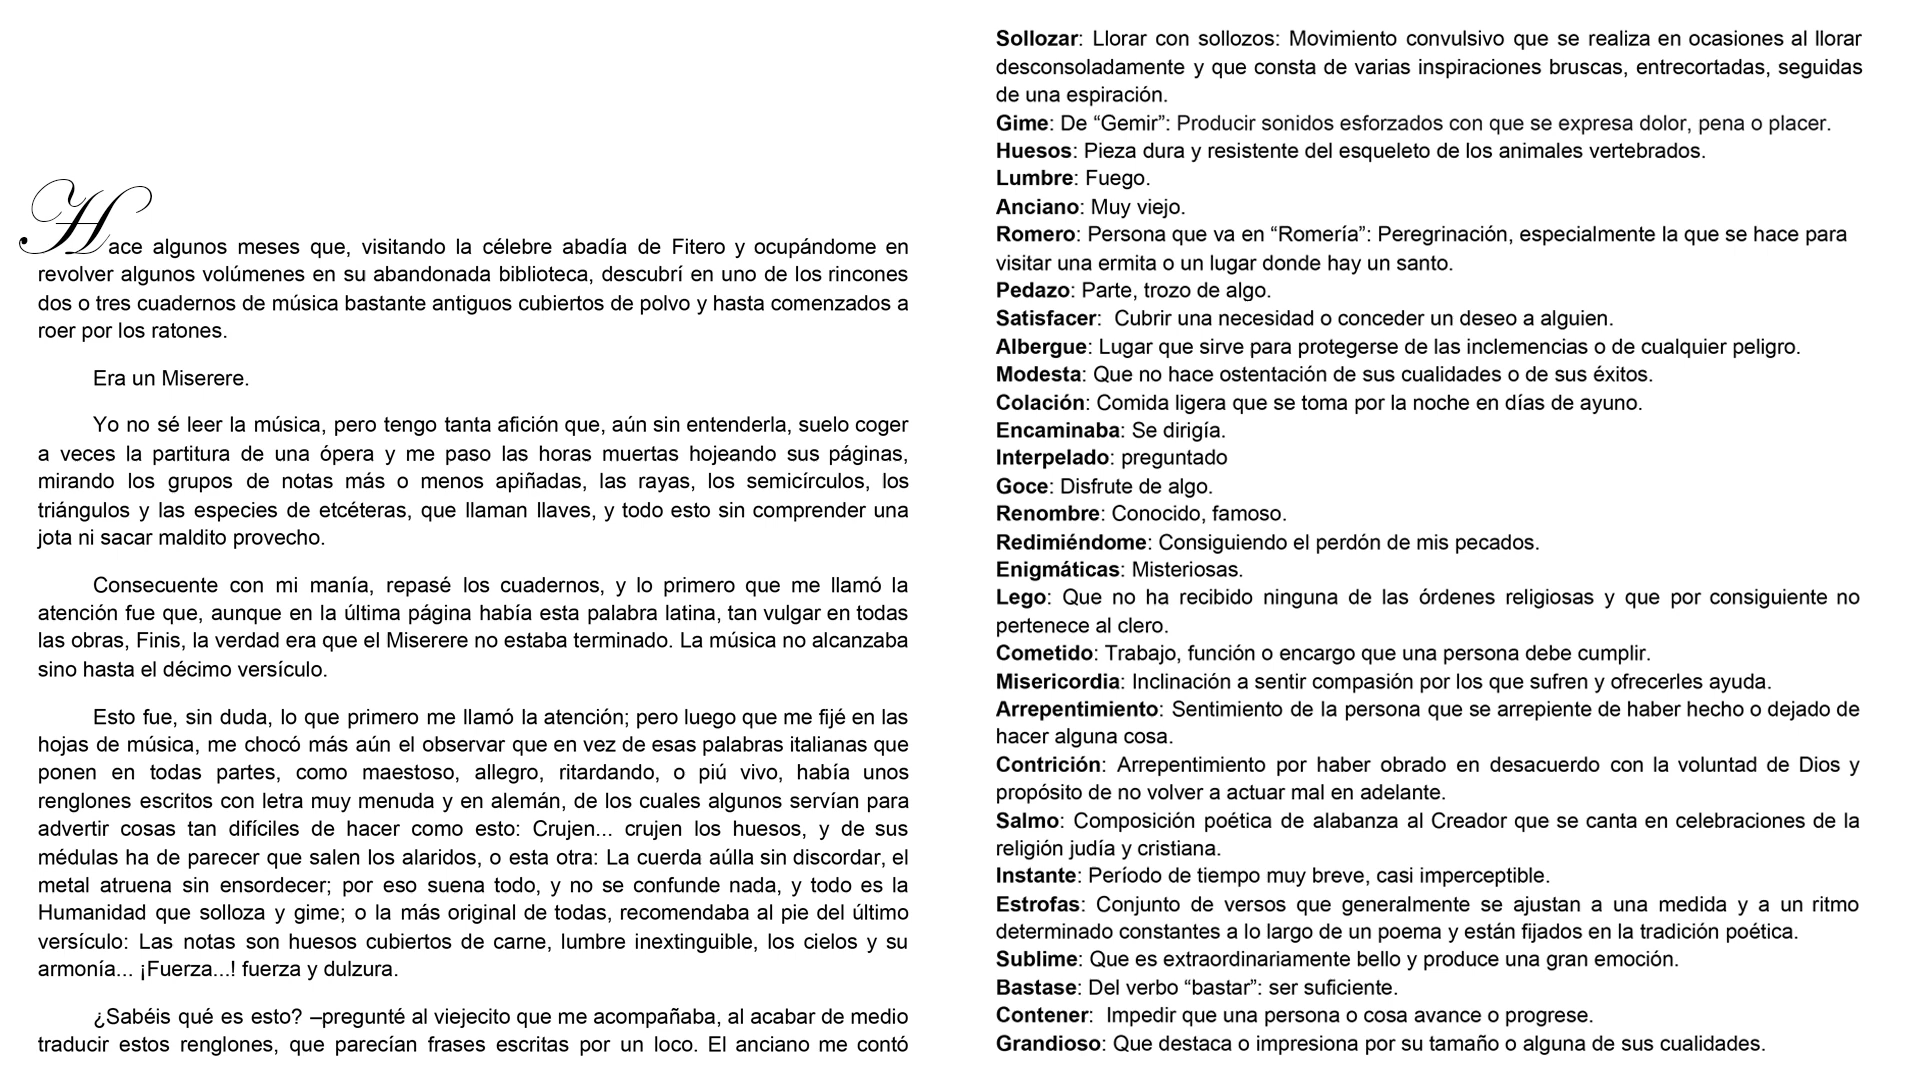 Hace algunos meses que, visitando la célebre abadía de Fitero y ocupándome en
revolver algunos volúmenes en su abandonada biblioteca, descubrí en uno de los rincones
dos o tres cuadernos de música bastante antiguos cubiertos de polvo y hasta comenzados a
roer por los ratones.
Era un Miserere.
Yo no sé leer la música, pero tengo tanta afición que, aún sin entenderla, suelo coger
a veces la partitura de una ópera y me paso las horas muertas hojeando sus páginas,
mirando los grupos de notas más o menos apiñadas, las rayas, los semicírculos, los
triángulos y las especies de etcéteras, que llaman llaves, y todo esto sin comprender una
jota ni sacar maldito provecho.
Consecuente con mi manía, repasé los cuadernos, y lo primero que me llamó la
atención fue que, aunque en la última página había esta palabra latina, tan vulgar en todas
las obras, Finis, la verdad era que el Miserere no estaba terminado. La música no alcanzaba
sino hasta el décimo versículo.
Esto fue, sin duda, lo que primero me llamó la atención; pero luego que me fijé en las
hojas de música, me chocó más aún el observar que en vez de esas palabras italianas que
ponen en todas partes, como maestoso, allegro, ritardando, o piú vivo, había unos
renglones escritos con letra muy menuda y en alemán, de los cuales algunos servían para
advertir cosas tan difíciles de hacer como esto: Crujen... crujen los huesos, y de sus
médulas ha de parecer que salen los alaridos, o esta otra: La cuerda aúlla sin discordar, el
metal atruena sin ensordecer; por eso suena todo, y no se confunde nada, y todo es la
Humanidad que solloza y gime; o la más original de todas, recomendaba al pie del último
versículo: Las notas son huesos cubiertos de carne, lumbre inextinguible, los cielos y su
armonía... ¡Fuerza...! fuerza y dulzura.
¿Sabéis qué es esto? –pregunté al viejecito que me acompañaba, al acabar de medio
traducir estos renglones, que parecían frases escritas por un loco. El anciano me contó
Sollozar: Llorar con sollozos: Movimiento convulsivo que se realiza en ocasiones al llorar
desconsoladamente y que consta de varias inspiraciones bruscas, entrecortadas, seguidas
de una espiración.
Gime: De “Gemir”: Producir sonidos esforzados con que se expresa dolor, pena o placer.
Huesos: Pieza dura y resistente del esqueleto de los animales vertebrados.
Lumbre: Fuego.
Anciano: Muy viejo.
Romero: Persona que va en “Romería”: Peregrinación, especialmente la que se hace para
visitar una ermita o un lugar donde hay un santo.
Pedazo: Parte, trozo de algo.
Satisfacer: Cubrir una necesidad o conceder un deseo a alguien.
Albergue: Lugar que sirve para protegerse de las inclemencias o de cualquier peligro.
Modesta: Que no hace ostentación de sus cualidades o de sus éxitos.
Colación: Comida ligera que se toma por la noche en días de ayuno.
Encaminaba: Se dirigía.
Interpelado: preguntado
Goce: Disfrute de algo.
Renombre: Conocido, famoso.
Redimiéndome: Consiguiendo el perdón de mis pecados.
Enigmáticas: Misteriosas.
Lego: Que no ha recibido ninguna de las órdenes religiosas y que por consiguiente no
pertenece al clero.
Cometido: Trabajo, función o encargo que una persona debe cumplir.
Misericordia: Inclinación a sentir compasión por los que sufren y ofrecerles ayuda.
Arrepentimiento: Sentimiento de la persona que se arrepiente de haber hecho o dejado de
hacer alguna cosa.
Contrición: Arrepentimiento por haber obrado en desacuerdo con la voluntad de Dios y
propósito de no volver a actuar mal en adelante.
Salmo: Composición poética de alabanza al Creador que se canta en celebraciones de la
religión judía y cristiana.
Instante: Período de tiempo muy breve, casi imperceptible.
Estrofas: Conjunto de versos que generalmente se ajustan a una medida y a un ritmo
determinado constantes a lo largo de un poema y están fijados en la tradición poética.
Sublime: Que es extraordinariamente bello y produce una gran emoción.
Bastase: Del verbo “bastar”: ser suficiente.
Contener: Impedir que una persona o cosa avance o progrese.
Grandioso: Que destaca o impresiona por su tamaño o alguna de sus cualidades.